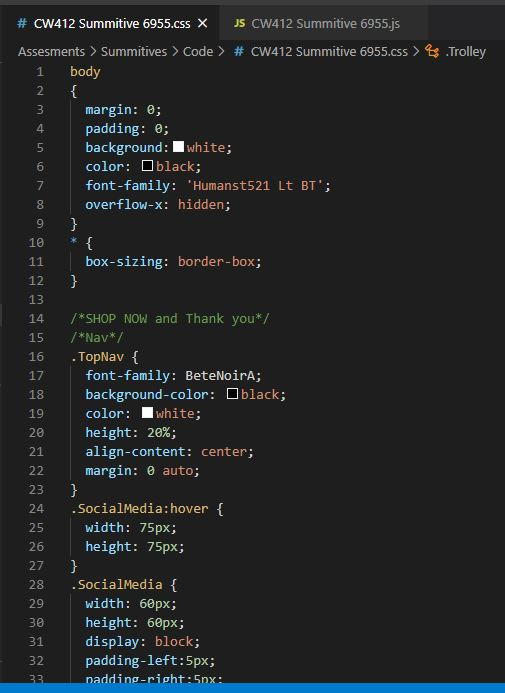 # CW412 Summitive 6955.css × JS CW412 Summitive 6955.js
Assesments > Summitives > Code > # CW412 Summitive 6955.css > .Trolley
1 body
2 {
3 margin: 0;
4 padding: 0;
5 background: white;
6 color: black;
7 font-family: 'Humanst521 Lt BT';
8 overflow-x: hidden;
9 }
10 * {
11 box-sizing: border-box;
12 }
13
14 /*SHOP NOW and Thank you*/
15 /*Nav*/
16 .TopNav {
17 font-family: BeteNoirA;
18 background-color: black;
19 color: white;
20 height: 20%;
21 align-content: center;
22 margin: 0 auto;
23 }
24 .SocialMedia:hover {
25 width: 75px;
26 height: 75px;
27 }
28 .SocialMedia {
29 width: 60px;
30 height: 60px;
31 display: block;
32 padding-left:5px;
33 padding-right:5px;